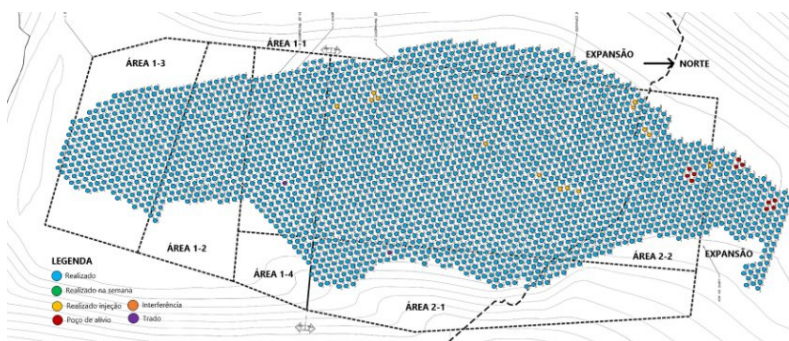 ÁREA 1-1
EXPANSÃO
ÁREA 1-3
NORTE
ÁREA 1-2
ÁREA 2-2
EXPANSÃO
ÁREA 1-4
ÁREA 2-1
LEGENDA
Realizado
Realizado na semana
Realizado injeção
Interferência
Poço de alívio
Trado